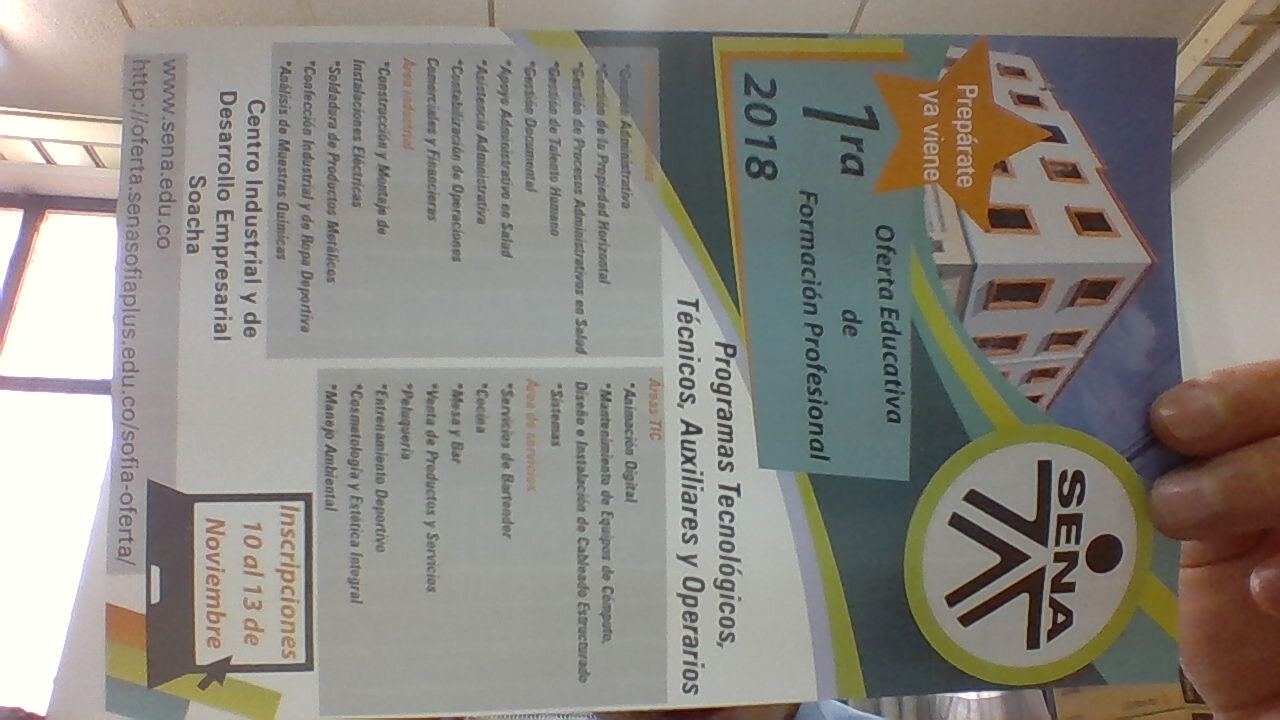 Prepárate
ya viene
SENA
1ra
2018
Oferta Educativa
de
Formación Profesional
Programas Tecnológicos,
Técnicos, Auxiliares y Operarios
Administrativa
*Gestión de la Propiedad Horizontal
*Gestión de Procesos Administrativos en Salud
*Gestión de Talento Humano
*Gestión Documental
*Apoyo Administrativo en Salud
*Asistencia Administrativa
*Contabilización de Operaciones
Comerciales y Financieras
Área industrial
*Construcción y Montaje de
Instalaciones Eléctricas
*Soldadura de Productos Metálicos
*Confección Industrial y de Ropa Deportiva
*Análisis de Muestras Químicas
Áreas TIC
*Animación Digital
*Mantenimiento de Equipos de Cómputo,
Diseño e Instalación de Cableado Estructurado
*Sistemas
Área de servicios
*Servicios de Bartender
*Cocina
*Mesa y Bar
*Venta de Productos y Servicios
*Peluquería
*Entrenamiento Deportivo
*Cosmetología y Estética Integral
*Manejo Ambiental
Centro Industrial y de
Desarrollo Empresarial
Soacha
www.sena.edu.co
http://oferta.senasofiaplus.edu.co/sofia-oferta/
Inscripciones
10 al 13 de
Noviembre